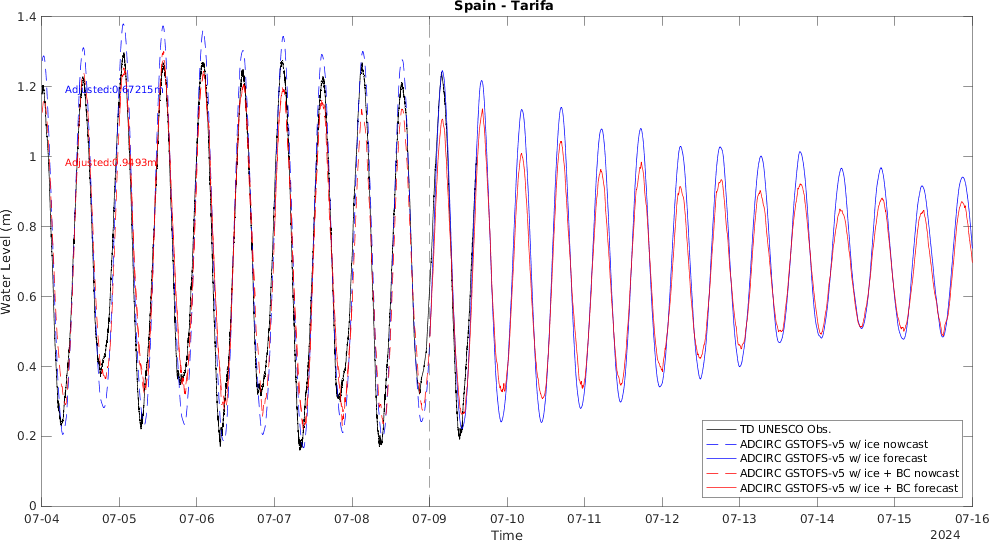 Spain - Tarifa
1.4
1.2
1
0.8
0.6
0.4
0.2
0
Water Level (m)
Adjusted:0.67215m
Adjusted:0.9493m
TD UNESCO Obs.
ADCIRC GSTOFS-v5 w/ ice nowcast
ADCIRC GSTOFS-v5 w/ ice forecast
ADCIRC GSTOFS-v5 w/ ice + BC nowcast
ADCIRC GSTOFS-v5 w/ ice + BC forecast
07-04 07-05 07-06 07-07 07-08 07-09 07-10 07-11 07-12 07-13 07-14 07-15 07-16
Time
2024